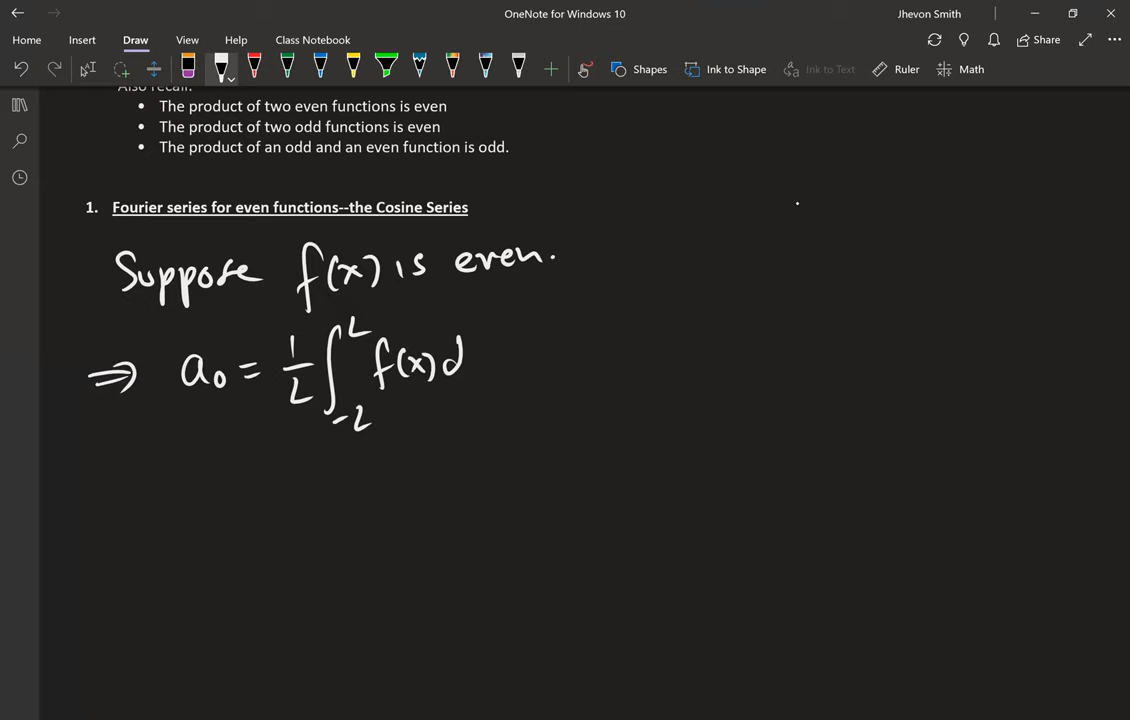 OneNote for Windows 10
Jhevon Smith
Home Insert Draw View Help Class Notebook
Share
Shapes Ink to Shape Ink to Text Ruler Math
Also recall:
• The product of two even functions is even
• The product of two odd functions is even
• The product of an odd and an even function is odd.
1. Fourier series for even functions--the Cosine Series
Suppose f(x) is even.
⇒ a₀ = 1/L ∫_{-L}^{L} f(x) d